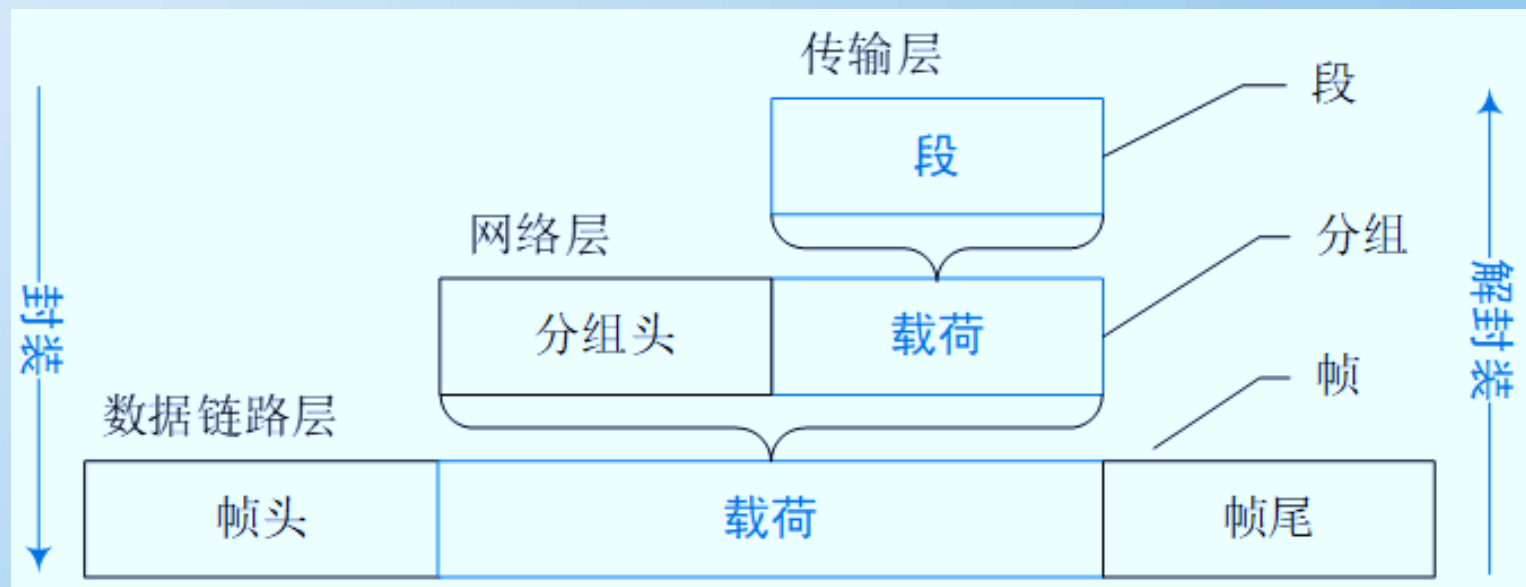 传输层
段
段
网络层
分组
分组头
载荷
帧
数据链路层
帧头
载荷
帧尾
封装
解封装